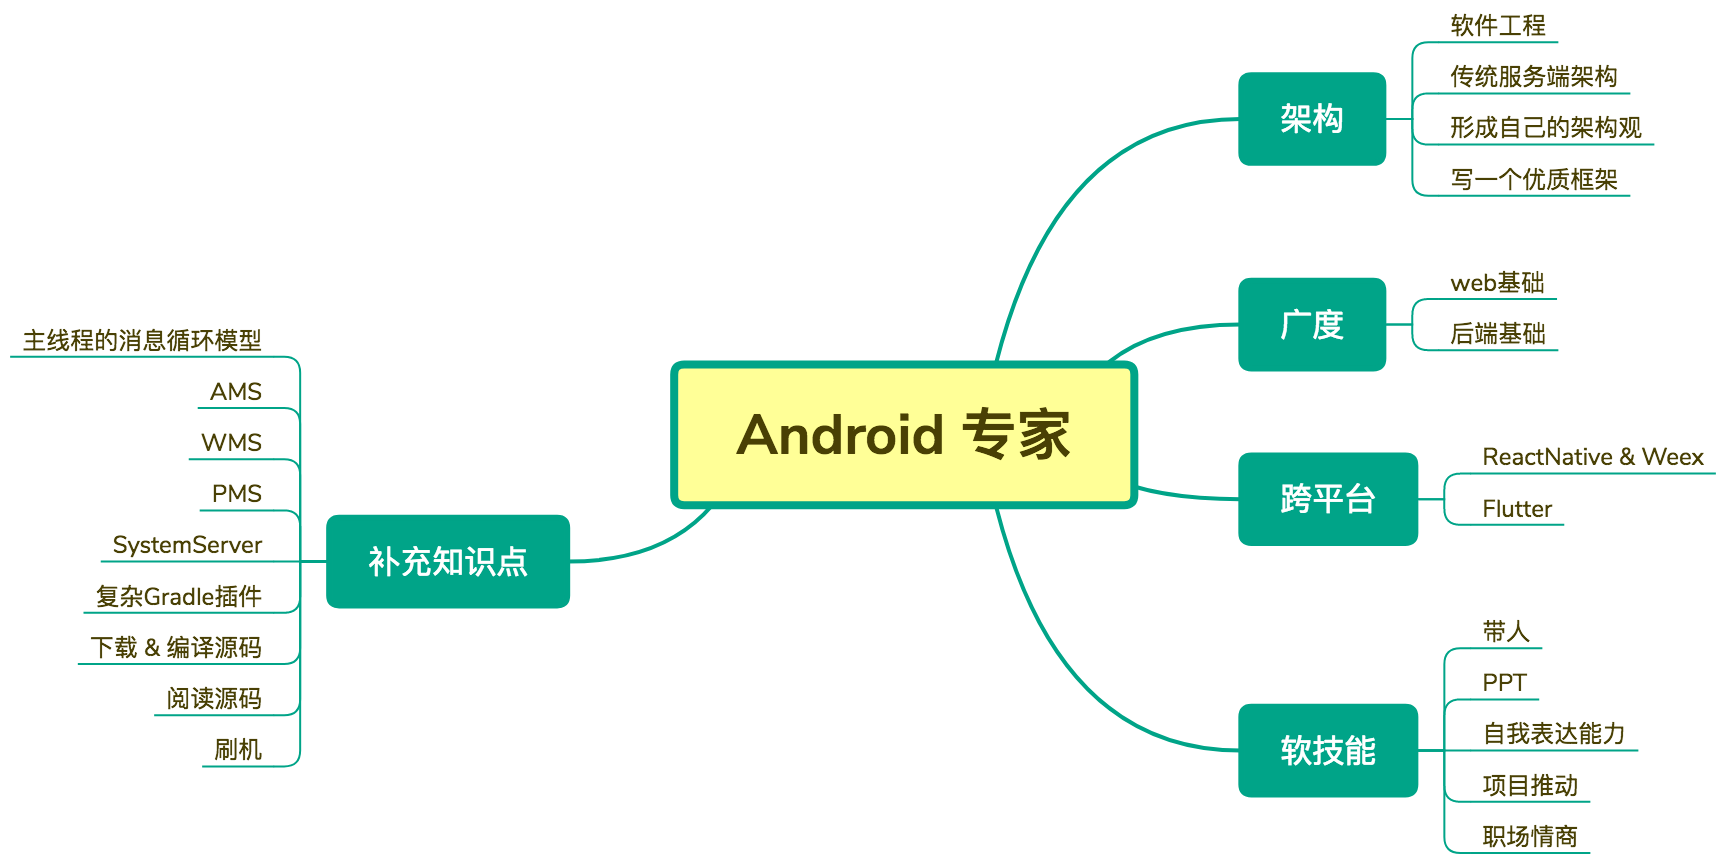 Android 专家
架构
软件工程
传统服务端架构
形成自己的架构观
写一个优质框架
广度
web基础
后端基础
跨平台
ReactNative & Weex
Flutter
软技能
带人
PPT
自我表达能力
项目推动
职场情商
补充知识点
主线程的消息循环模型
AMS
WMS
PMS
SystemServer
复杂Gradle插件
下载 & 编译源码
阅读源码
刷机